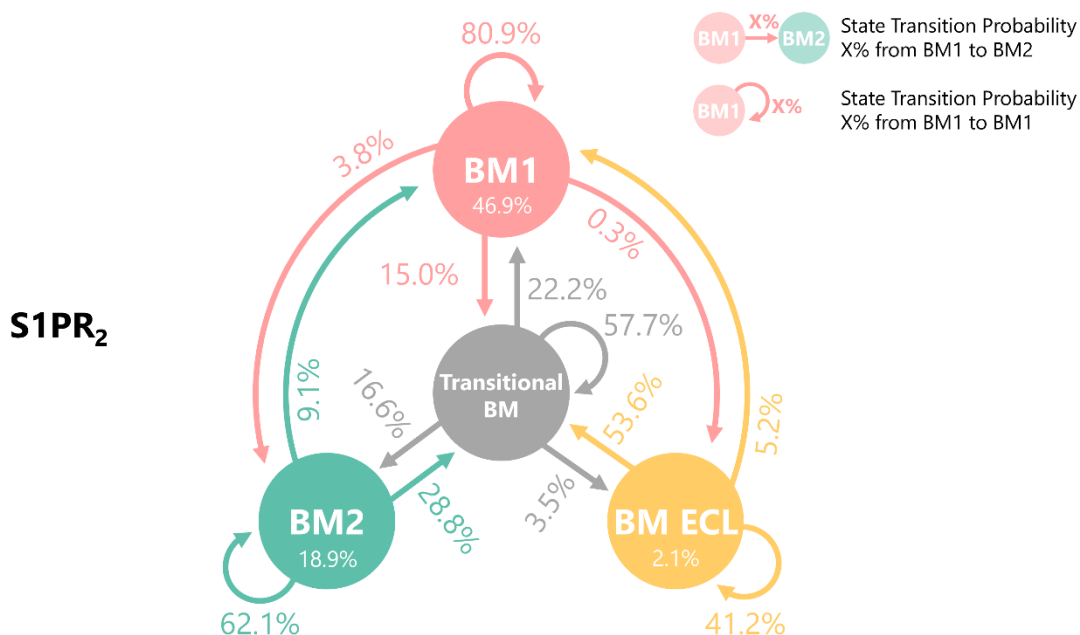 80.9%
X%
BM1
BM2
State Transition Probability
X% from BM1 to BM2
BM1
X%
State Transition Probability
X% from BM1 to BM1
3.8%
BM1
46.9%
0.3%
15.0%
22.2%
57.7%
S1PR₂
Transitional
BM
9.1%
16.6%
53.6%
5.2%
28.8%
3.5%
BM2
18.9%
BM ECL
2.1%
62.1%
41.2%